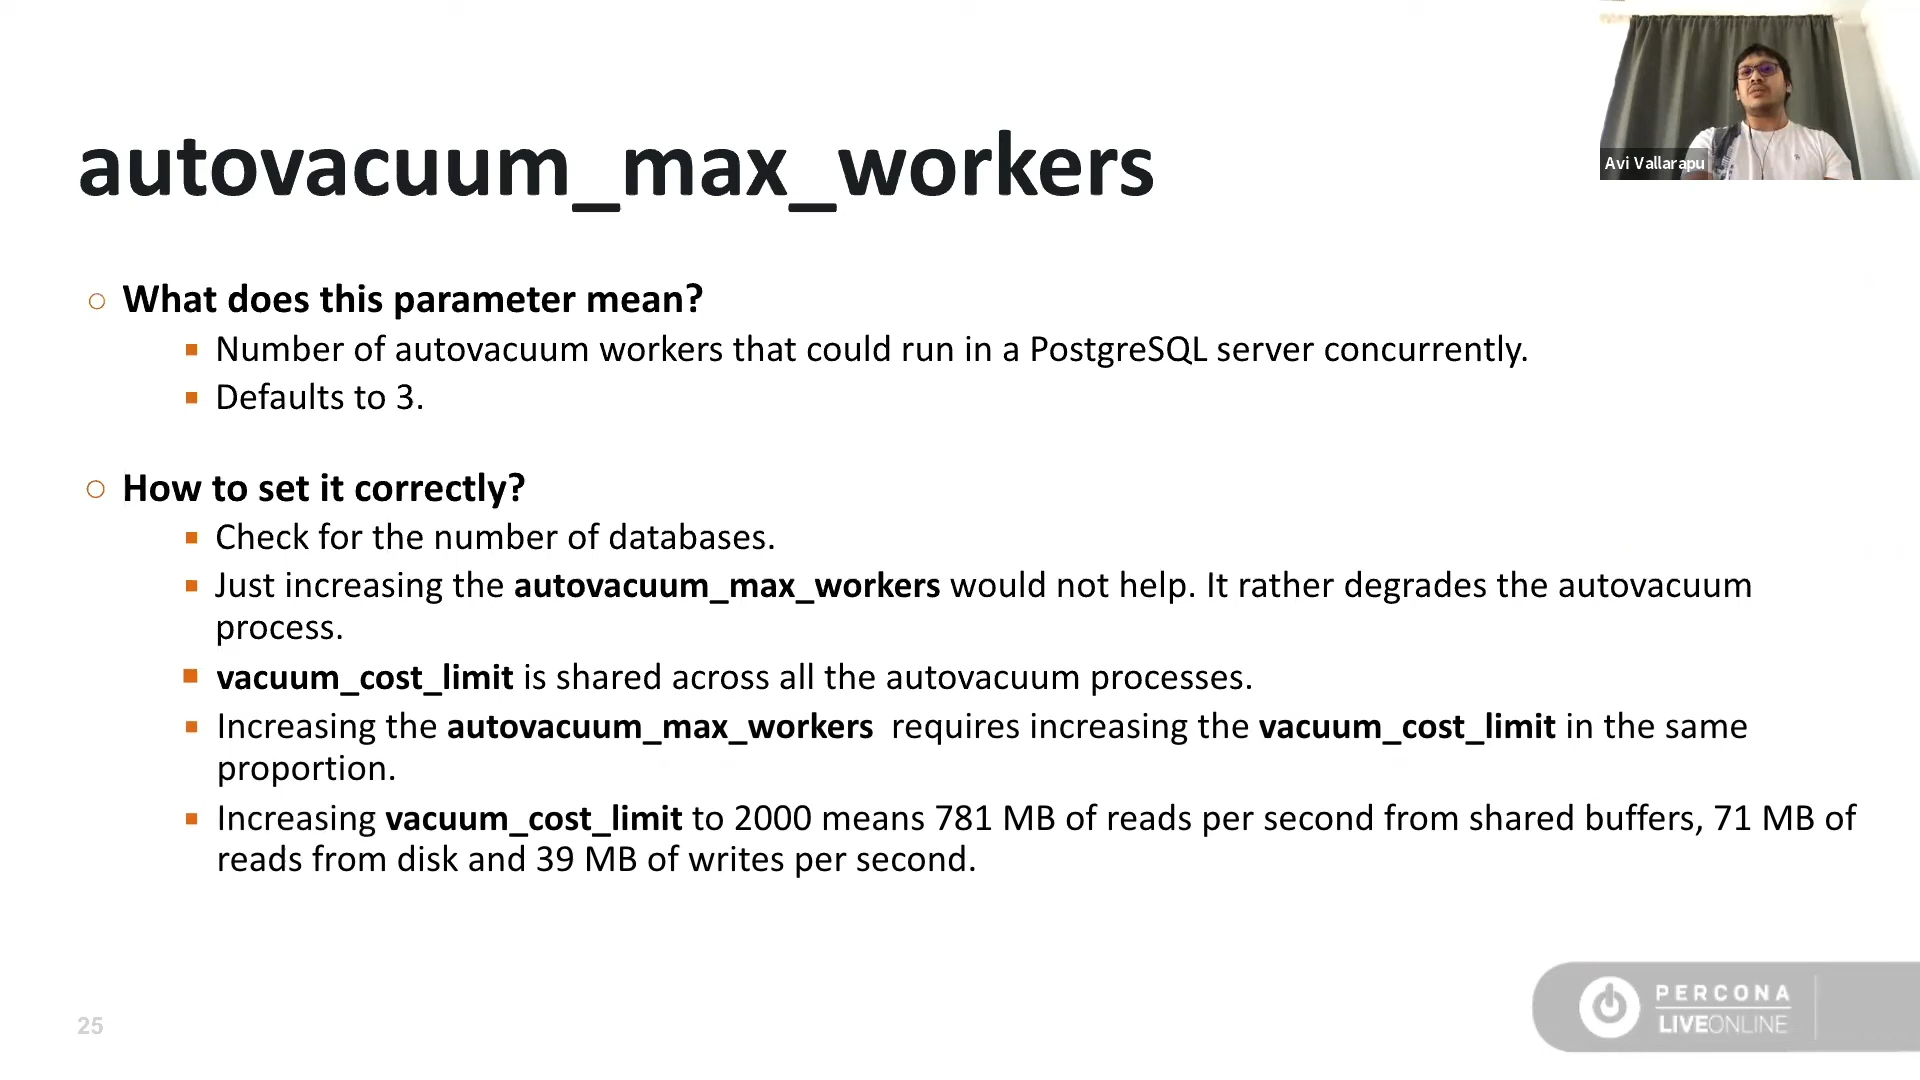 Avi Vallarapu
autovacuum_max_workers
What does this parameter mean?
Number of autovacuum workers that could run in a PostgreSQL server concurrently.
Defaults to 3.
How to set it correctly?
Check for the number of databases.
Just increasing the autovacuum_max_workers would not help. It rather degrades the autovacuum
process.
vacuum_cost_limit is shared across all the autovacuum processes.
Increasing the autovacuum_max_workers requires increasing the vacuum_cost_limit in the same
proportion.
Increasing vacuum_cost_limit to 2000 means 781 MB of reads per second from shared buffers, 71 MB of
reads from disk and 39 MB of writes per second.
25
PERCONA
LIVEONLINE